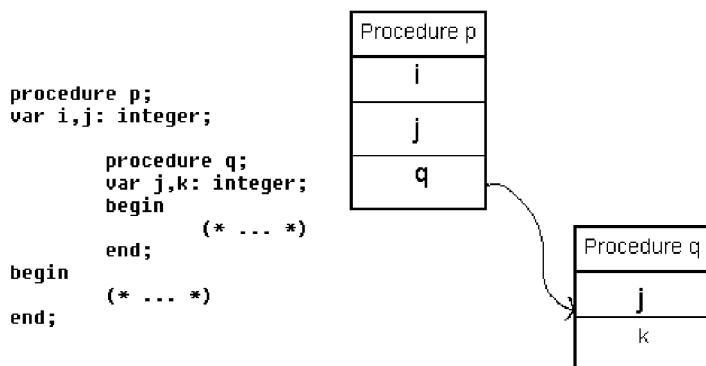 procedure p;
var i,j: integer;
procedure q;
var j,k: integer;
begin
(* ... *)
end;
begin
(* ... *)
end;
Procedure p
i
j
q
Procedure q
j
k